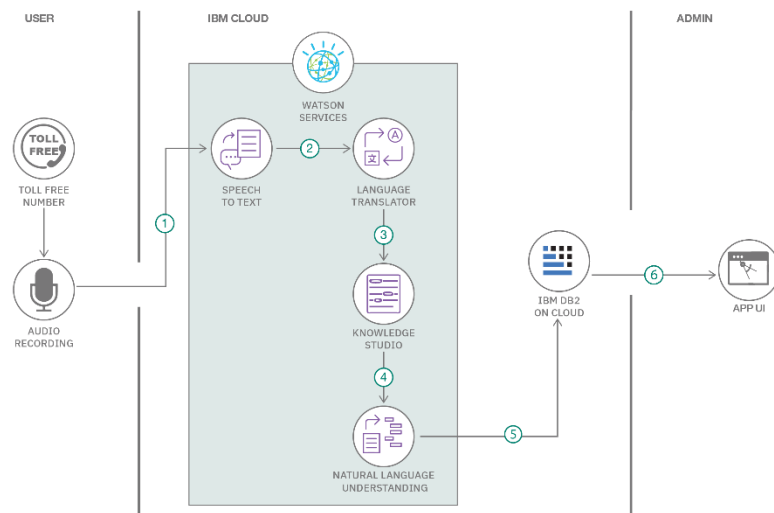 USER
IBM CLOUD
ADMIN
WATSON
SERVICES
TOLL
FREE
TOLL FREE
NUMBER
1
SPEECH
TO TEXT
2
A
文
LANGUAGE
TRANSLATOR
3
AUDIO
RECORDING
KNOWLEDGE
STUDIO
4
NATURAL LANGUAGE
UNDERSTANDING
5
IBM DB2
ON CLOUD
6
APP UI